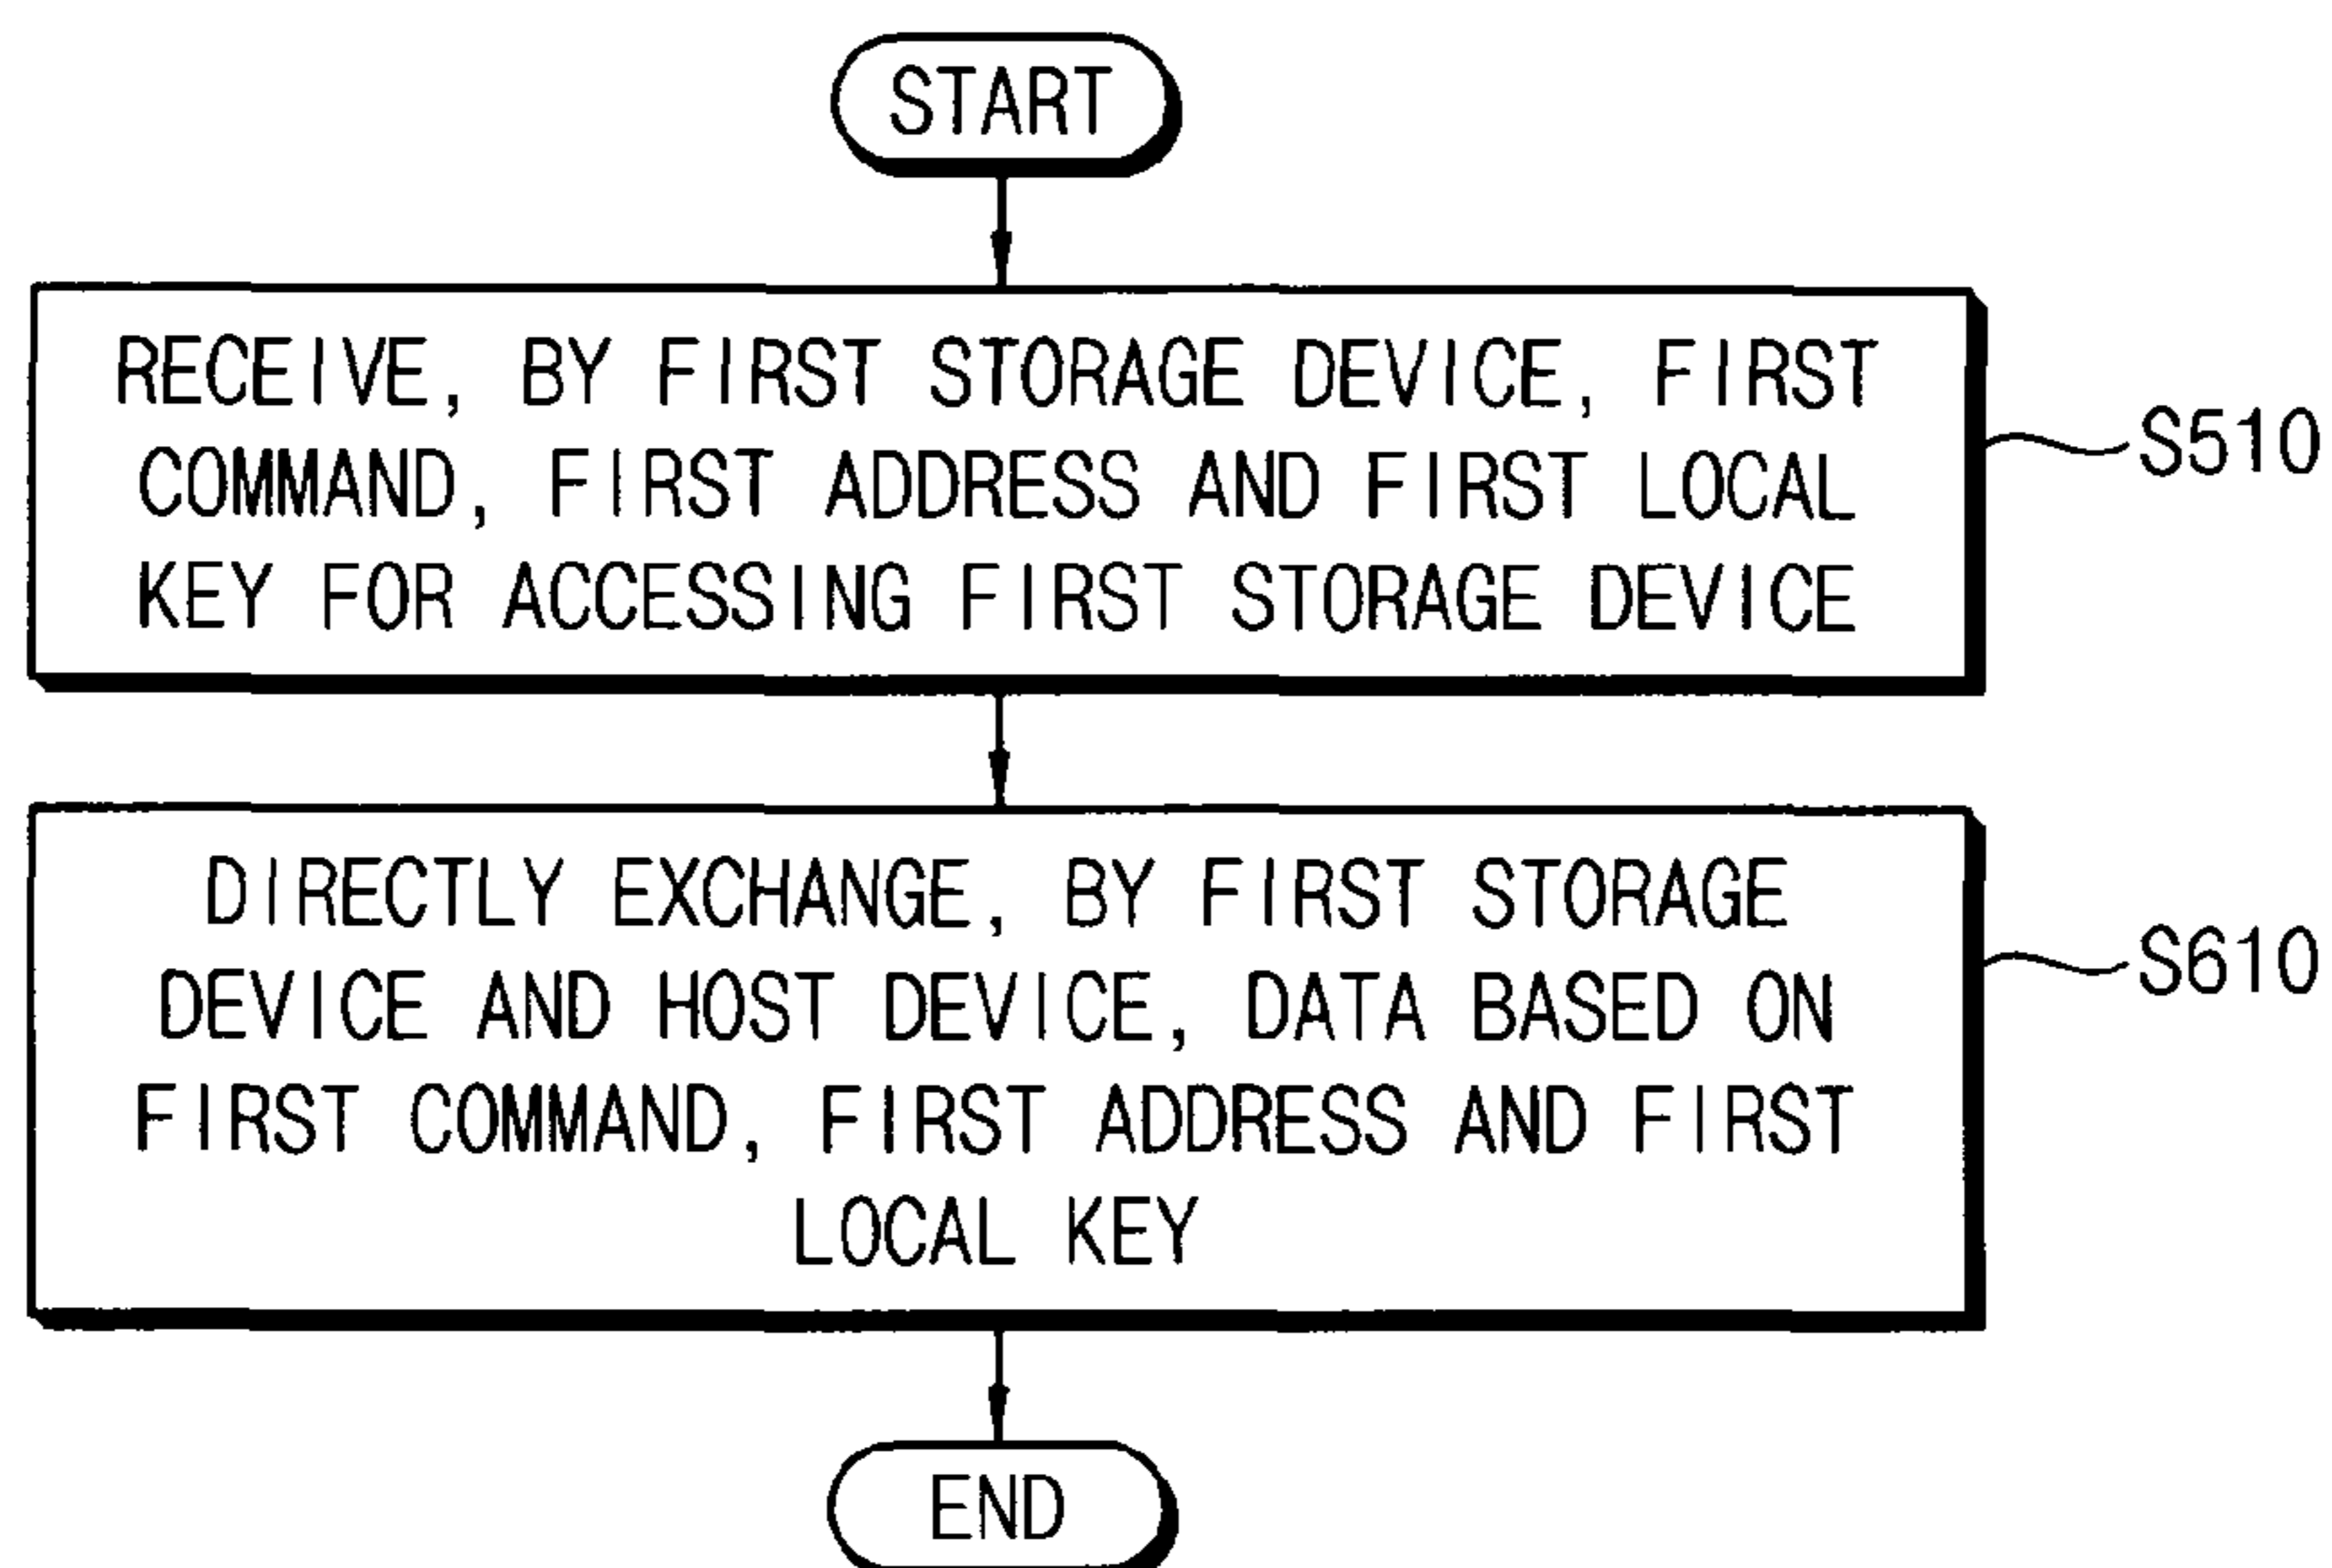 START
RECEIVE, BY FIRST STORAGE DEVICE, FIRST
COMMAND, FIRST ADDRESS AND FIRST LOCAL
KEY FOR ACCESSING FIRST STORAGE DEVICE
S510
DIRECTLY EXCHANGE, BY FIRST STORAGE
DEVICE AND HOST DEVICE, DATA BASED ON
FIRST COMMAND, FIRST ADDRESS AND FIRST
LOCAL KEY
S610
END